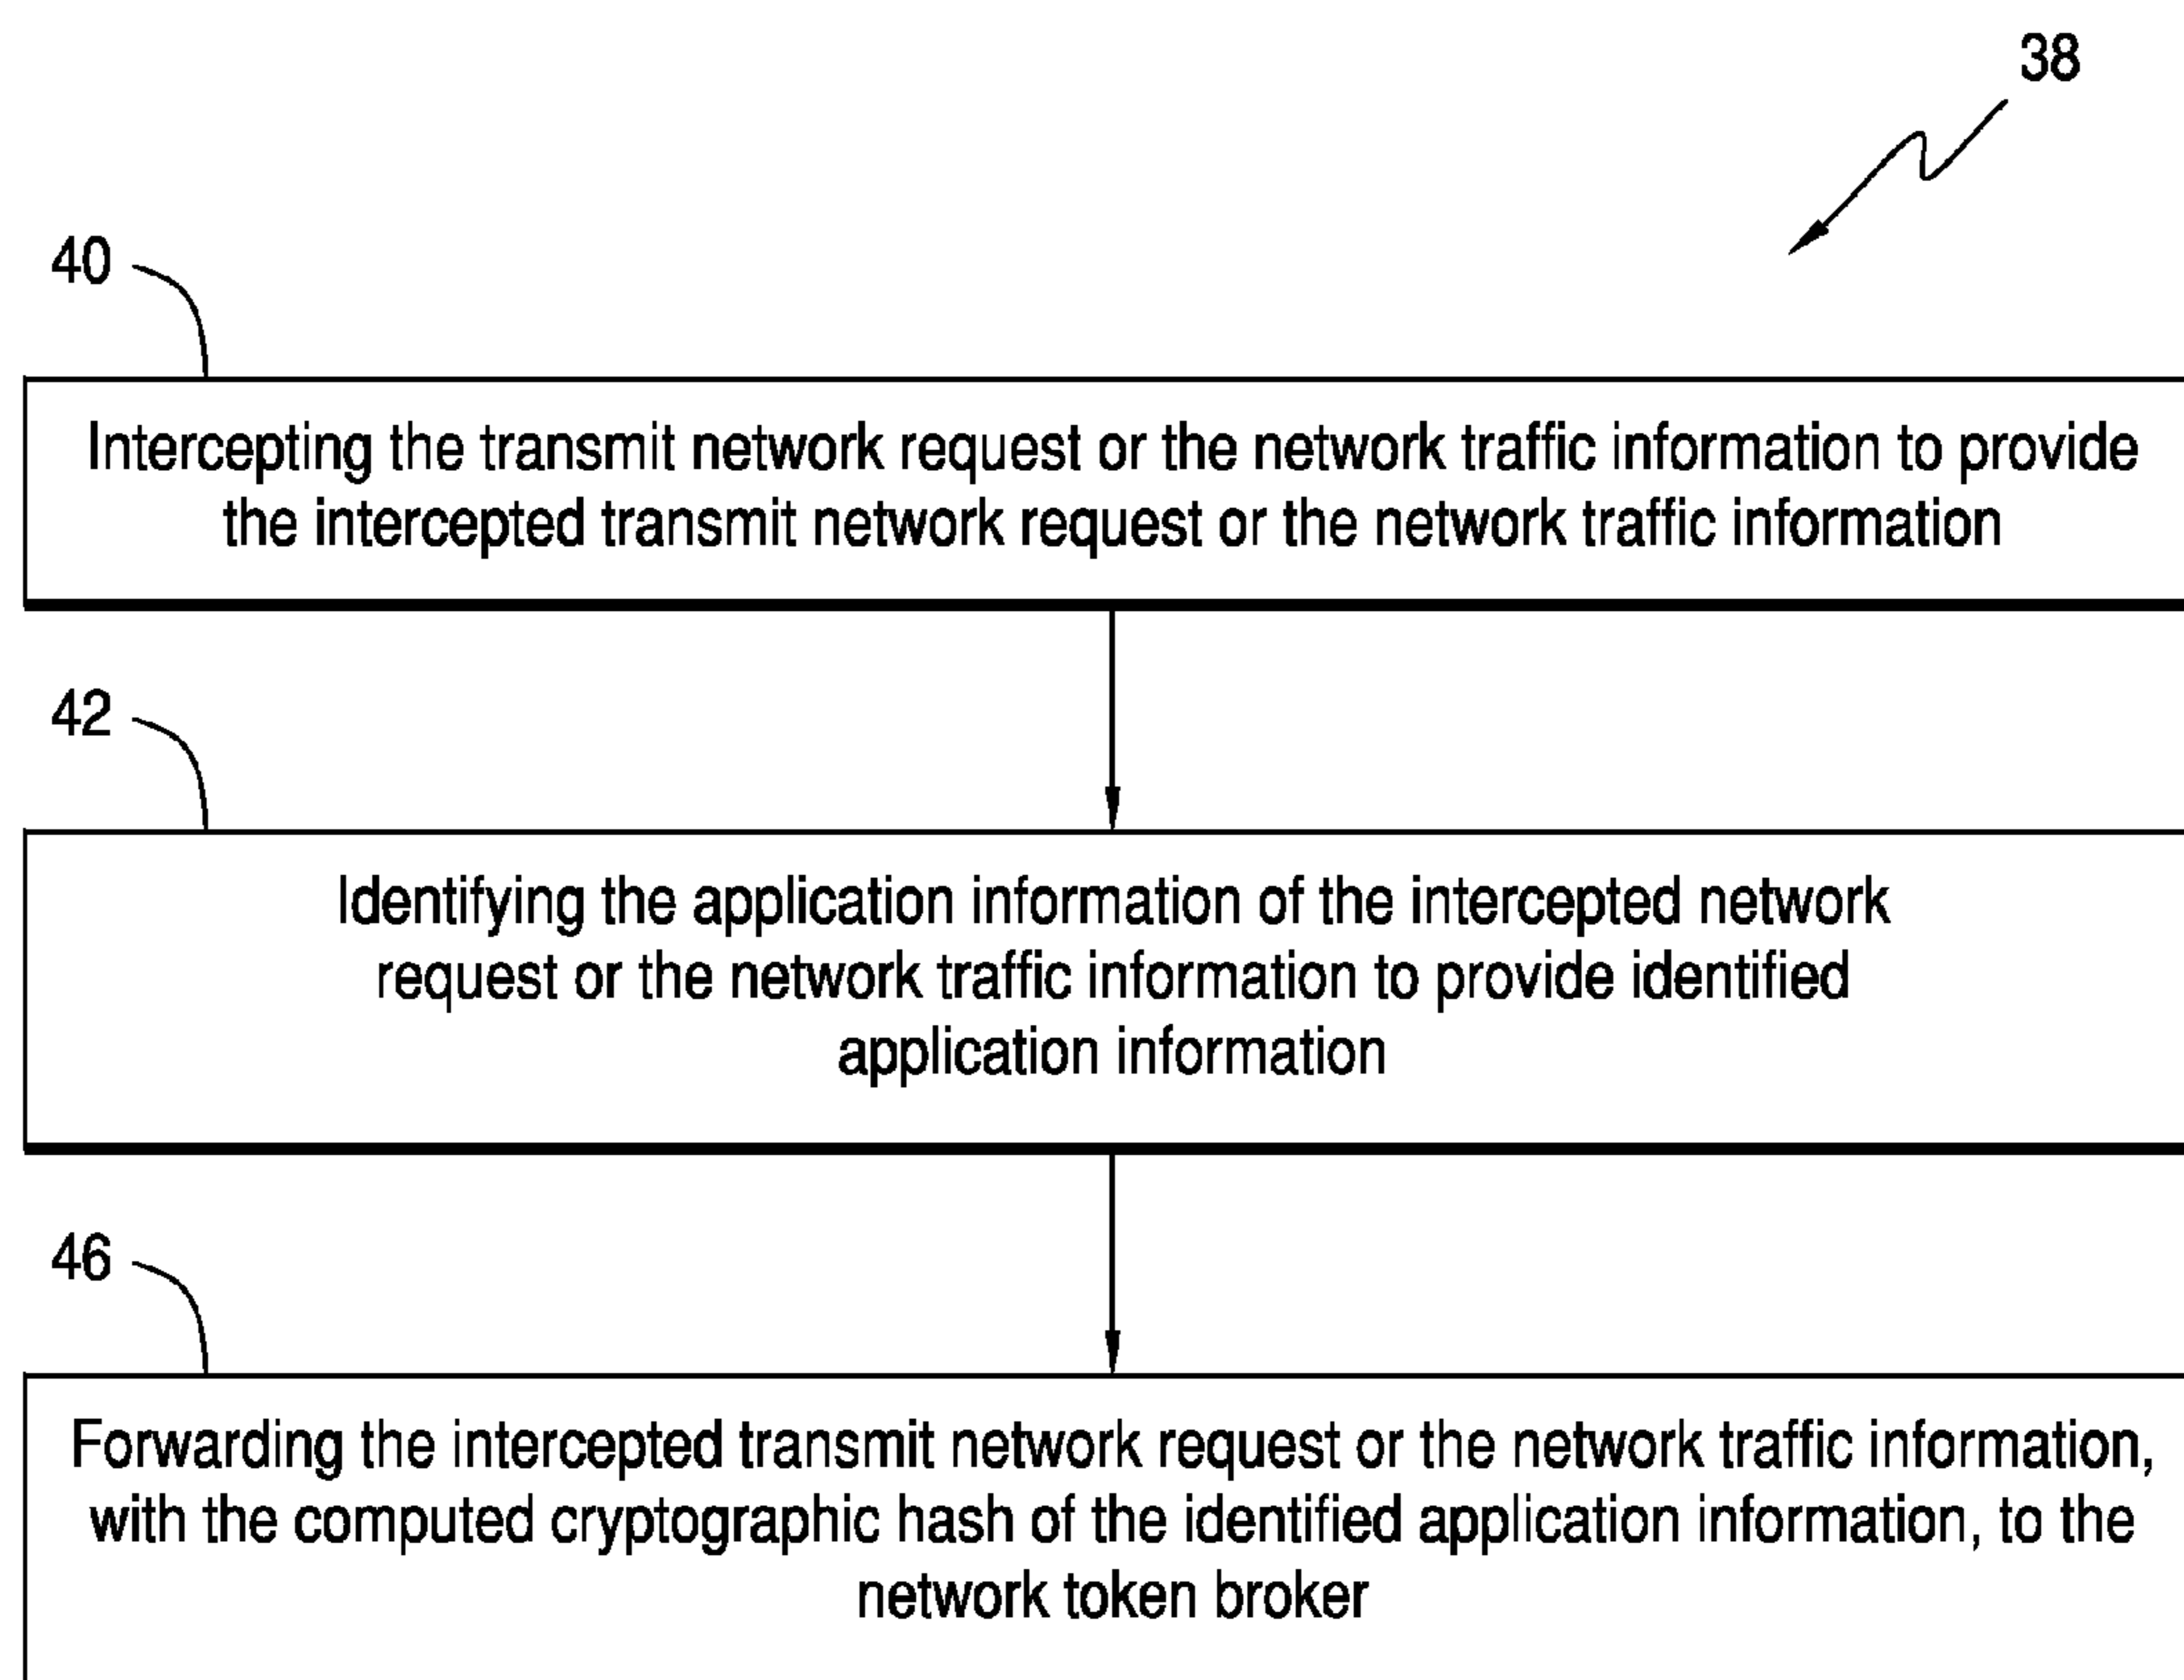 38
40
Intercepting the transmit network request or the network traffic information to provide
the intercepted transmit network request or the network traffic information
42
Identifying the application information of the intercepted network
request or the network traffic information to provide identified
application information
46
Forwarding the intercepted transmit network request or the network traffic information,
with the computed cryptographic hash of the identified application information, to the
network token broker